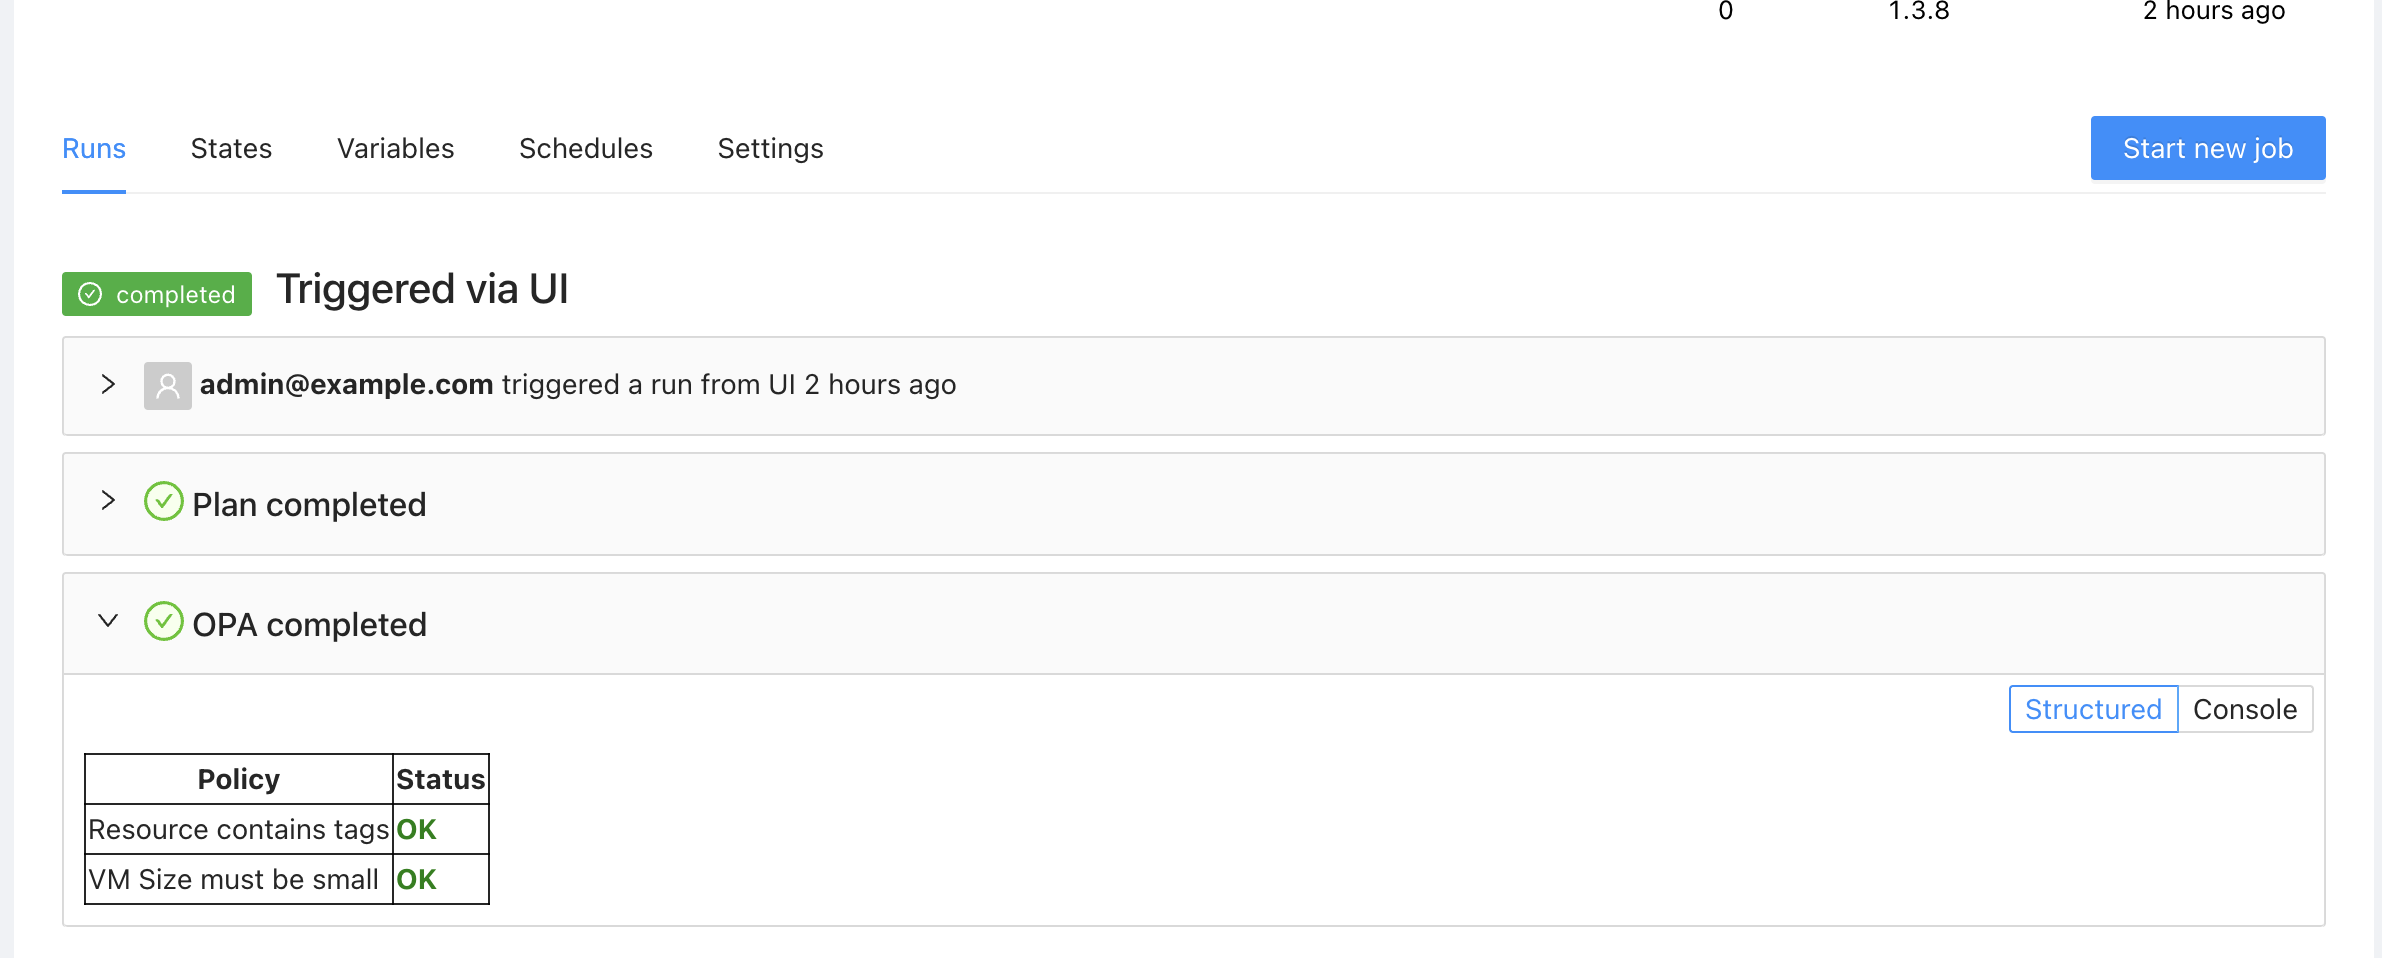 0 1.3.8 2 hours ago
Runs States Variables Schedules Settings Start new job
completed Triggered via UI
admin@example.com triggered a run from UI 2 hours ago
Plan completed
OPA completed
Structured Console
Policy Status
Resource contains tags OK
VM Size must be small OK